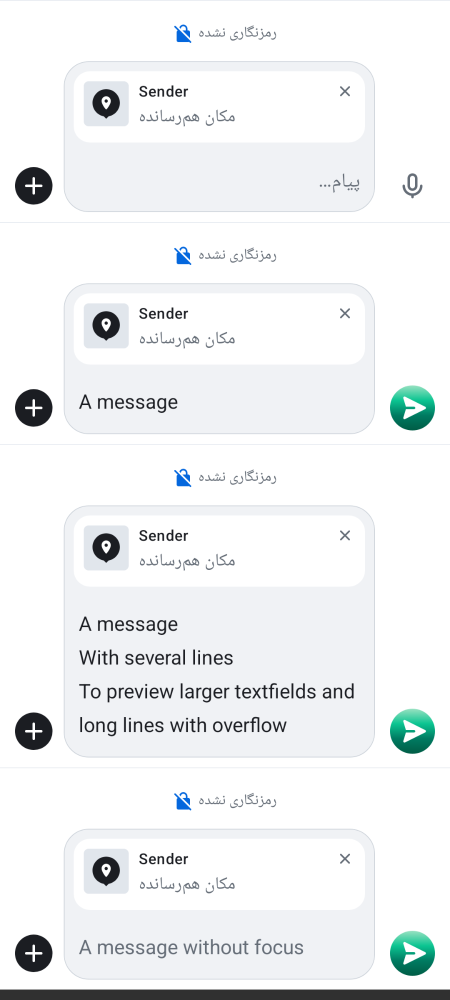 رمزنگاری نشده
Sender
مکان هم‌رسانده
پیام...
رمزنگاری نشده
Sender
مکان هم‌رسانده
A message
رمزنگاری نشده
Sender
مکان هم‌رسانده
A message
With several lines
To preview larger textfields and
long lines with overflow
رمزنگاری نشده
Sender
مکان هم‌رسانده
A message without focus